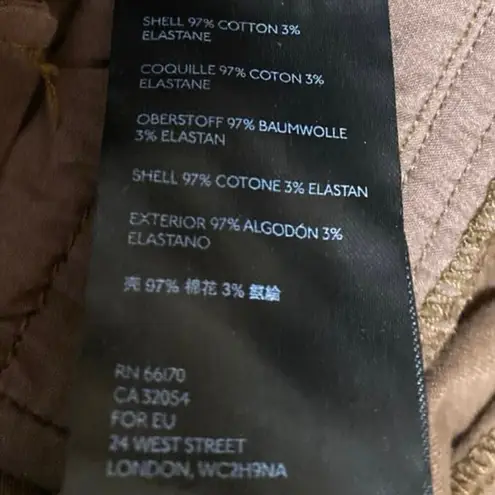 SHELL 97% COTTON 3%
ELASTANE
COQUILLE 97% COTON 3%
ELASTANE
OBERSTOFF 97% BAUMWOLLE
3% ELASTAN
SHELL 97% COTONE 3% ELASTAN
EXTERIOR 97% ALGODÓN 3%
ELASTANO
売 97% 棉花 3% 氨綸
RN 66170
CA 32054
FOR EU
24 WEST STREET
LONDON, WC2H9NA